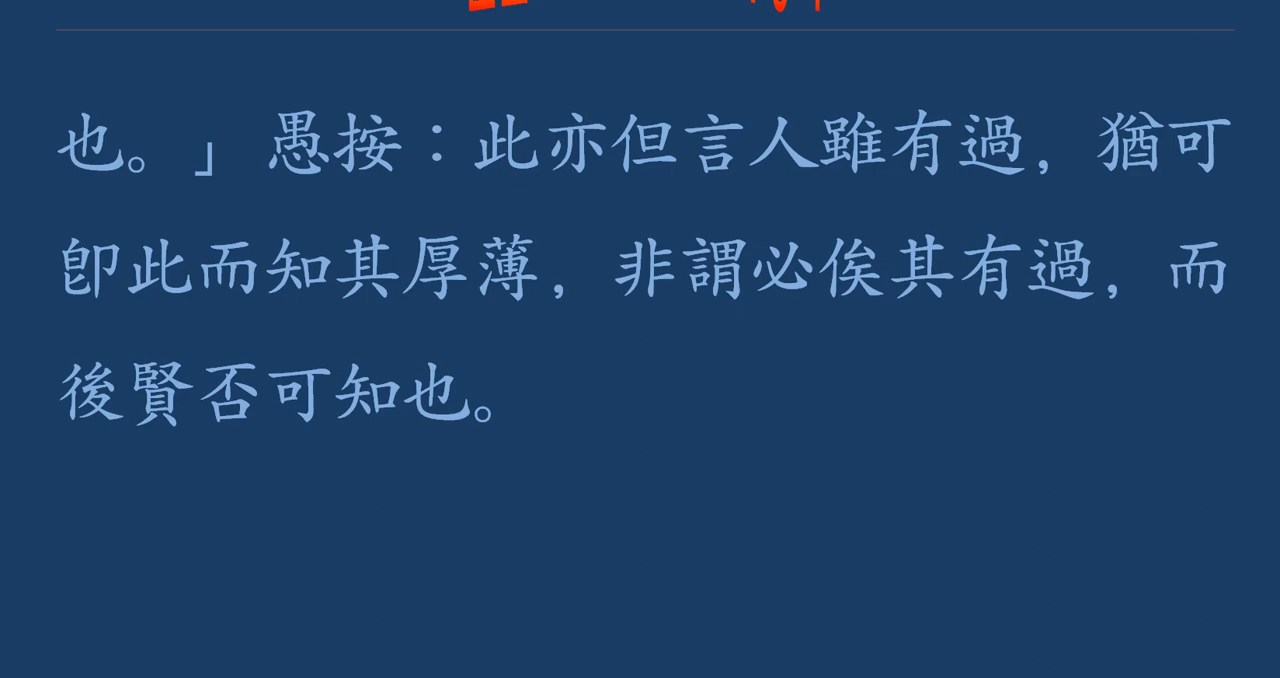 也。」愚按：此亦但言人雖有過，猶可
卽此而知其厚薄，非謂必俟其有過，而
後賢否可知也。